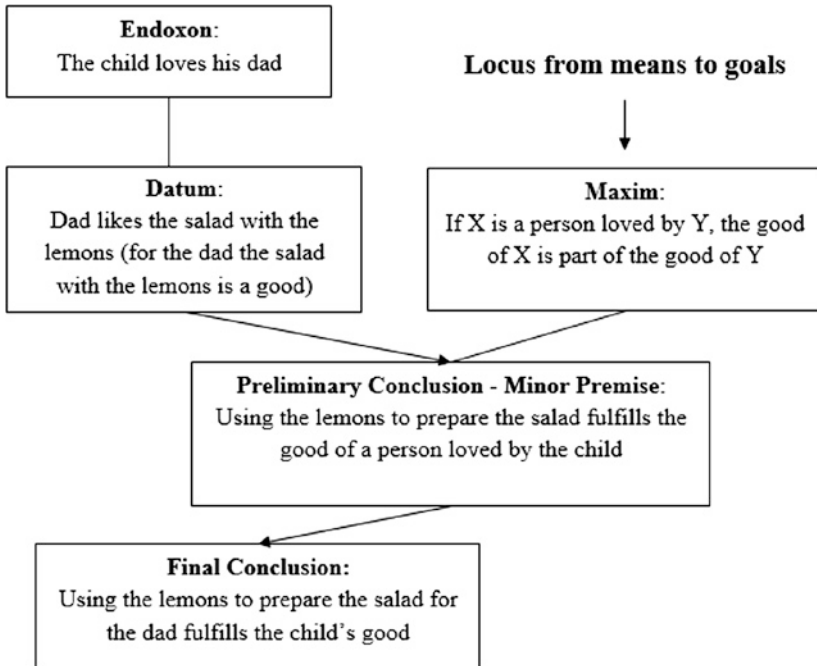 Endoxon:
The child loves his dad
Locus from means to goals
Datum:
Dad likes the salad with the
lemons (for the dad the salad
with the lemons is a good)
Maxim:
If X is a person loved by Y, the good
of X is part of the good of Y
Preliminary Conclusion - Minor Premise:
Using the lemons to prepare the salad fulfills the
good of a person loved by the child
Final Conclusion:
Using the lemons to prepare the salad for
the dad fulfills the child’s good